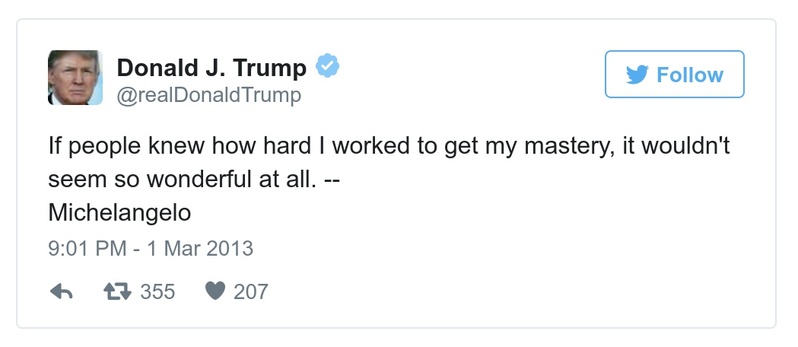 Donald J. Trump
@realDonaldTrump
Follow
If people knew how hard I worked to get my mastery, it wouldn't
seem so wonderful at all. --
Michelangelo
9:01 PM - 1 Mar 2013
355 207